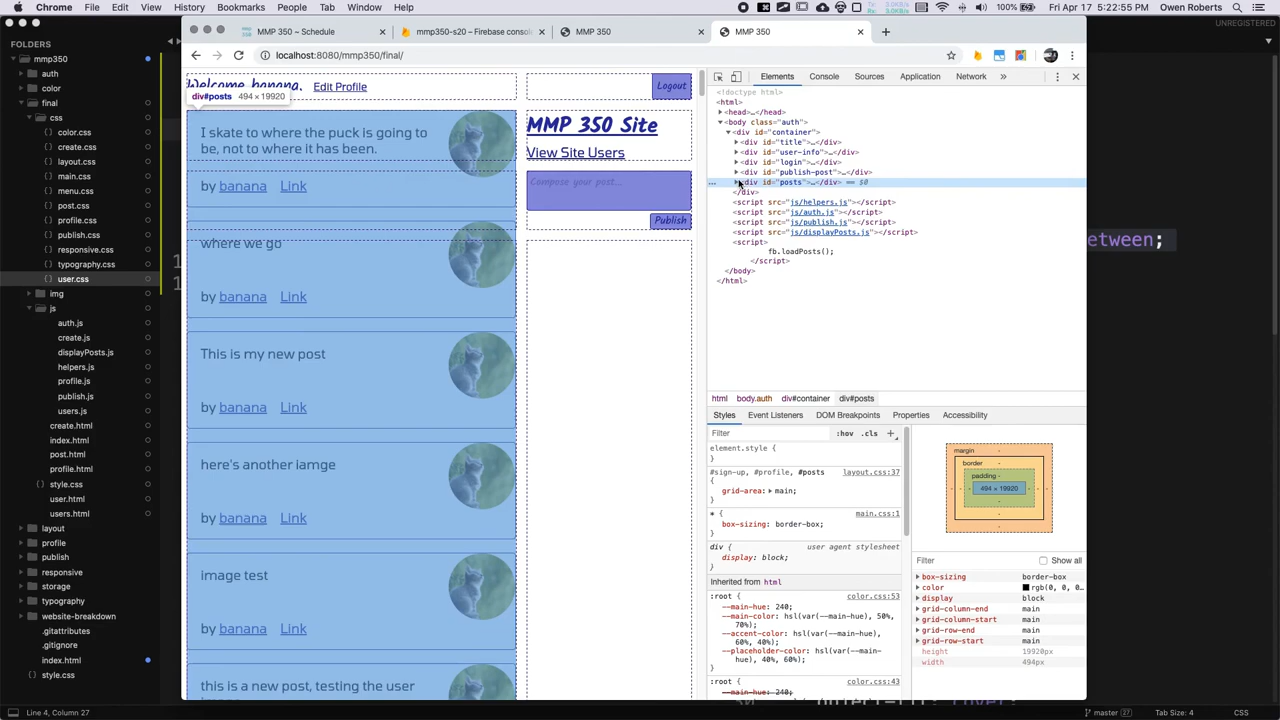 Chrome File Edit View History Bookmarks People Tab Window Help
100% Fri Apr 17 5:22:55 PM Owen Roberts
UNREGISTERED
FOLDERS
mmp350
auth
color
final
css
color.css
create.css
layout.css
main.css
menu.css
post.css
profile.css
publish.css
responsive.css
typography.css
user.css
img
js
auth.js
create.js
displayPosts.js
helpers.js
profile.js
publish.js
users.js
create.html
index.html
post.html
profile.html
style.css
user.html
users.html
layout
profile
publish
responsive
storage
typography
website-breakdown
.gitattributes
.gitignore
index.html
style.css
MMP 350 ~ Schedule
mmp350-s20 – Firebase console
MMP 350
MMP 350
localhost:8080/mmp350/final/
Welcome banana, Edit Profile
Logout
div#posts 494 × 19920
I skate to where the puck is going to
be, not to where it has been.
by banana Link
where we go
by banana Link
This is my new post
by banana Link
here's another iamge
by banana Link
image test
by banana Link
this is a new post, testing the user
MMP 350 Site
View Site Users
Compose your post...
Publish
Elements Console Sources Application Network »
<!doctype html>
<html>
<head>…</head>
<body class="auth">
<div id="container">
<div id="title">…</div>
<div id="user-info">…</div>
<div id="login">…</div>
<div id="publish-post">…</div>
<div id="posts">…</div> == $0
</div>
<script src="js/helpers.js"></script>
<script src="js/auth.js"></script>
<script src="js/publish.js"></script>
<script src="js/displayPosts.js"></script>
<script>
fb.loadPosts();
</script>
</body>
</html>
html body.auth div#container div#posts
Styles Event Listeners DOM Breakpoints Properties Accessibility
Filter :hov .cls +
element.style {
}
#sign-up, #profile, #posts layout.css:37
{
grid-area: main;
}
* { main.css:1
box-sizing: border-box;
}
div { user agent stylesheet
display: block;
}
Inherited from html
:root { color.css:53
--main-hue: 240;
--main-color: hsl(var(--main-hue), 50%,
70%);
--accent-color: hsl(var(--main-hue),
60%, 40%);
--placeholder-color: hsl(var(--main-
hue), 40%, 60%);
}
:root { color.css:43
--main-hue: 240;
margin -
border -
padding -
494 × 19920
Filter Show all
box-sizing border-box
color rgb(0, 0, 0…
display block
grid-column-end main
grid-column-start main
grid-row-end main
grid-row-start main
height 19920px
width 494px
etween;
Line 4, Column 27
master 27 Tab Size: 4 CSS